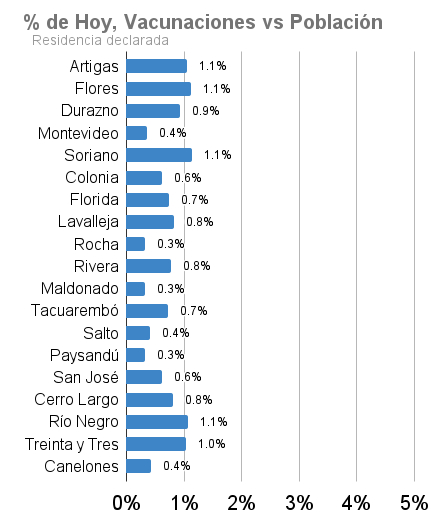 % de Hoy, Vacunaciones vs Población
Residencia declarada
Artigas 1.1%
Flores 1.1%
Durazno 0.9%
Montevideo 0.4%
Soriano 1.1%
Colonia 0.6%
Florida 0.7%
Lavalleja 0.8%
Rocha 0.3%
Rivera 0.8%
Maldonado 0.3%
Tacuarembó 0.7%
Salto 0.4%
Paysandú 0.3%
San José 0.6%
Cerro Largo 0.8%
Río Negro 1.1%
Treinta y Tres 1.0%
Canelones 0.4%
0% 1% 2% 3% 4% 5%